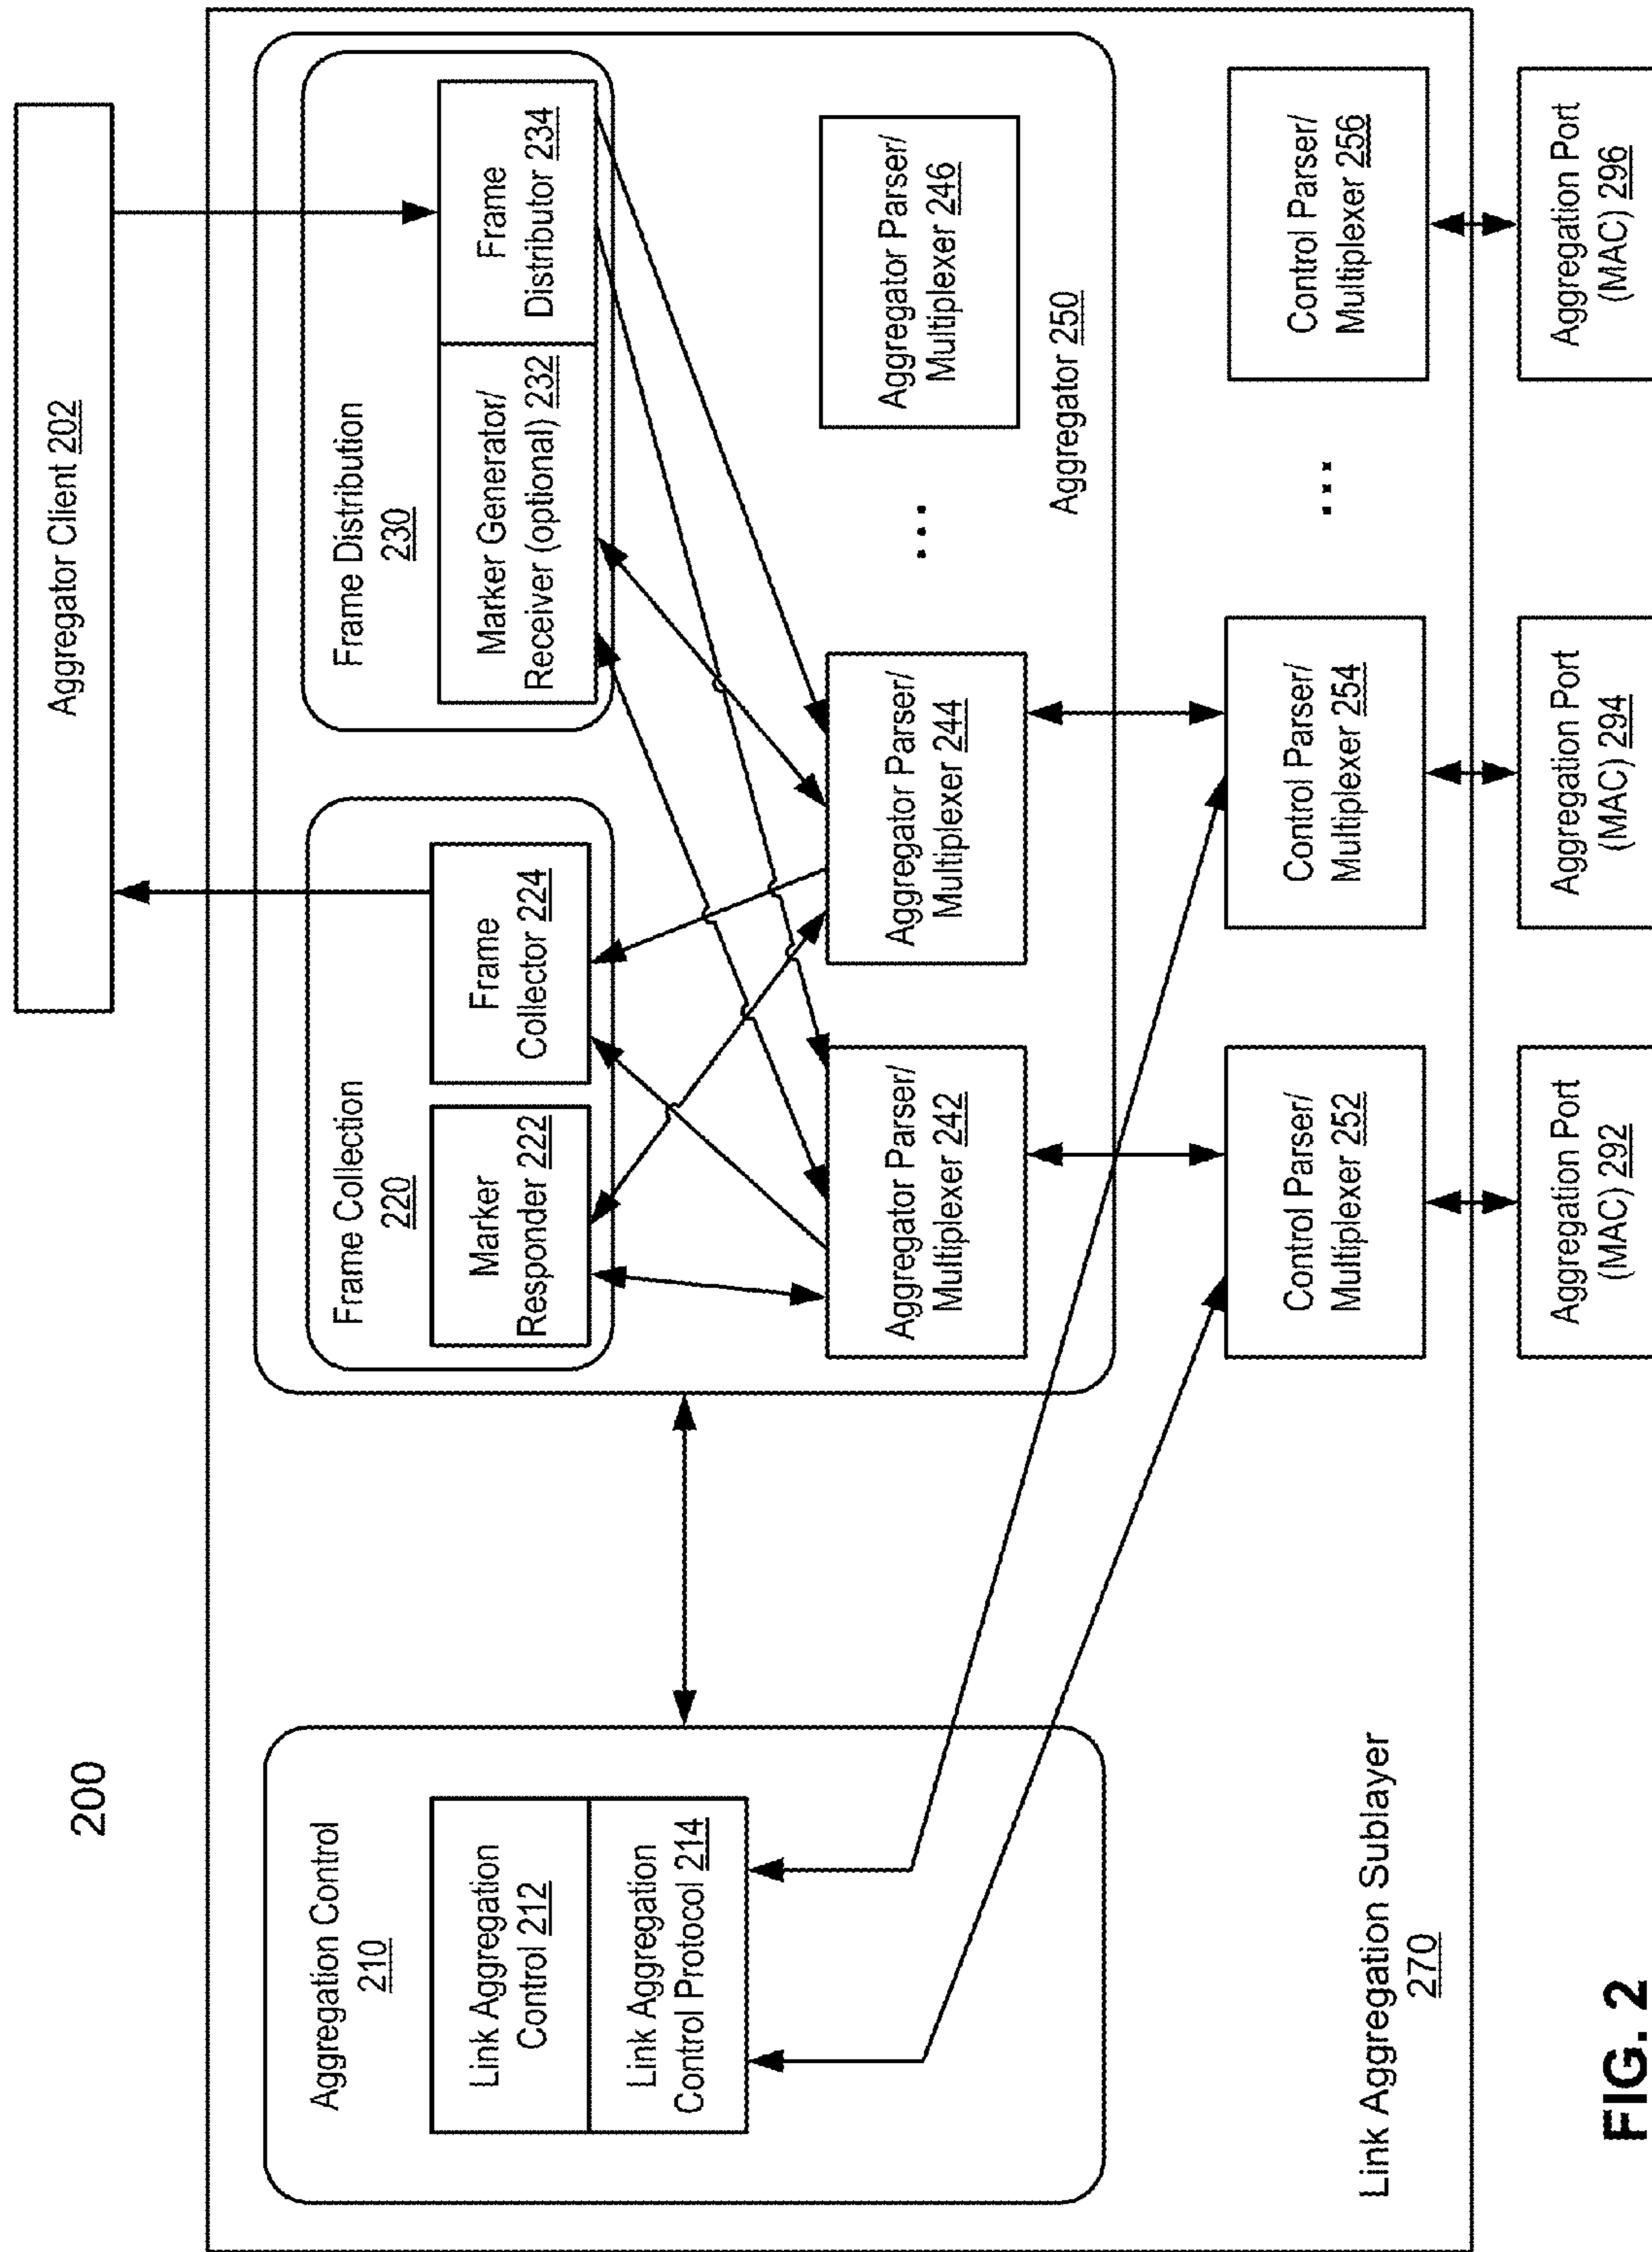 200
Aggregator Client 202
Aggregation Control
210
Link Aggregation
Control 212
Link Aggregation
Control Protocol 214
Frame Collection
220
Marker
Responder 222
Frame
Collector 224
Frame Distribution
230
Marker Generator/
Receiver (optional) 232
Frame
Distributor 234
Aggregator Parser/
Multiplexer 242
Aggregator Parser/
Multiplexer 244
...
Aggregator Parser/
Multiplexer 246
Aggregator 250
Control Parser/
Multiplexer 252
Control Parser/
Multiplexer 254
...
Control Parser/
Multiplexer 256
Link Aggregation Sublayer
270
Aggregation Port
(MAC) 292
Aggregation Port
(MAC) 294
Aggregation Port
(MAC) 296
FIG. 2